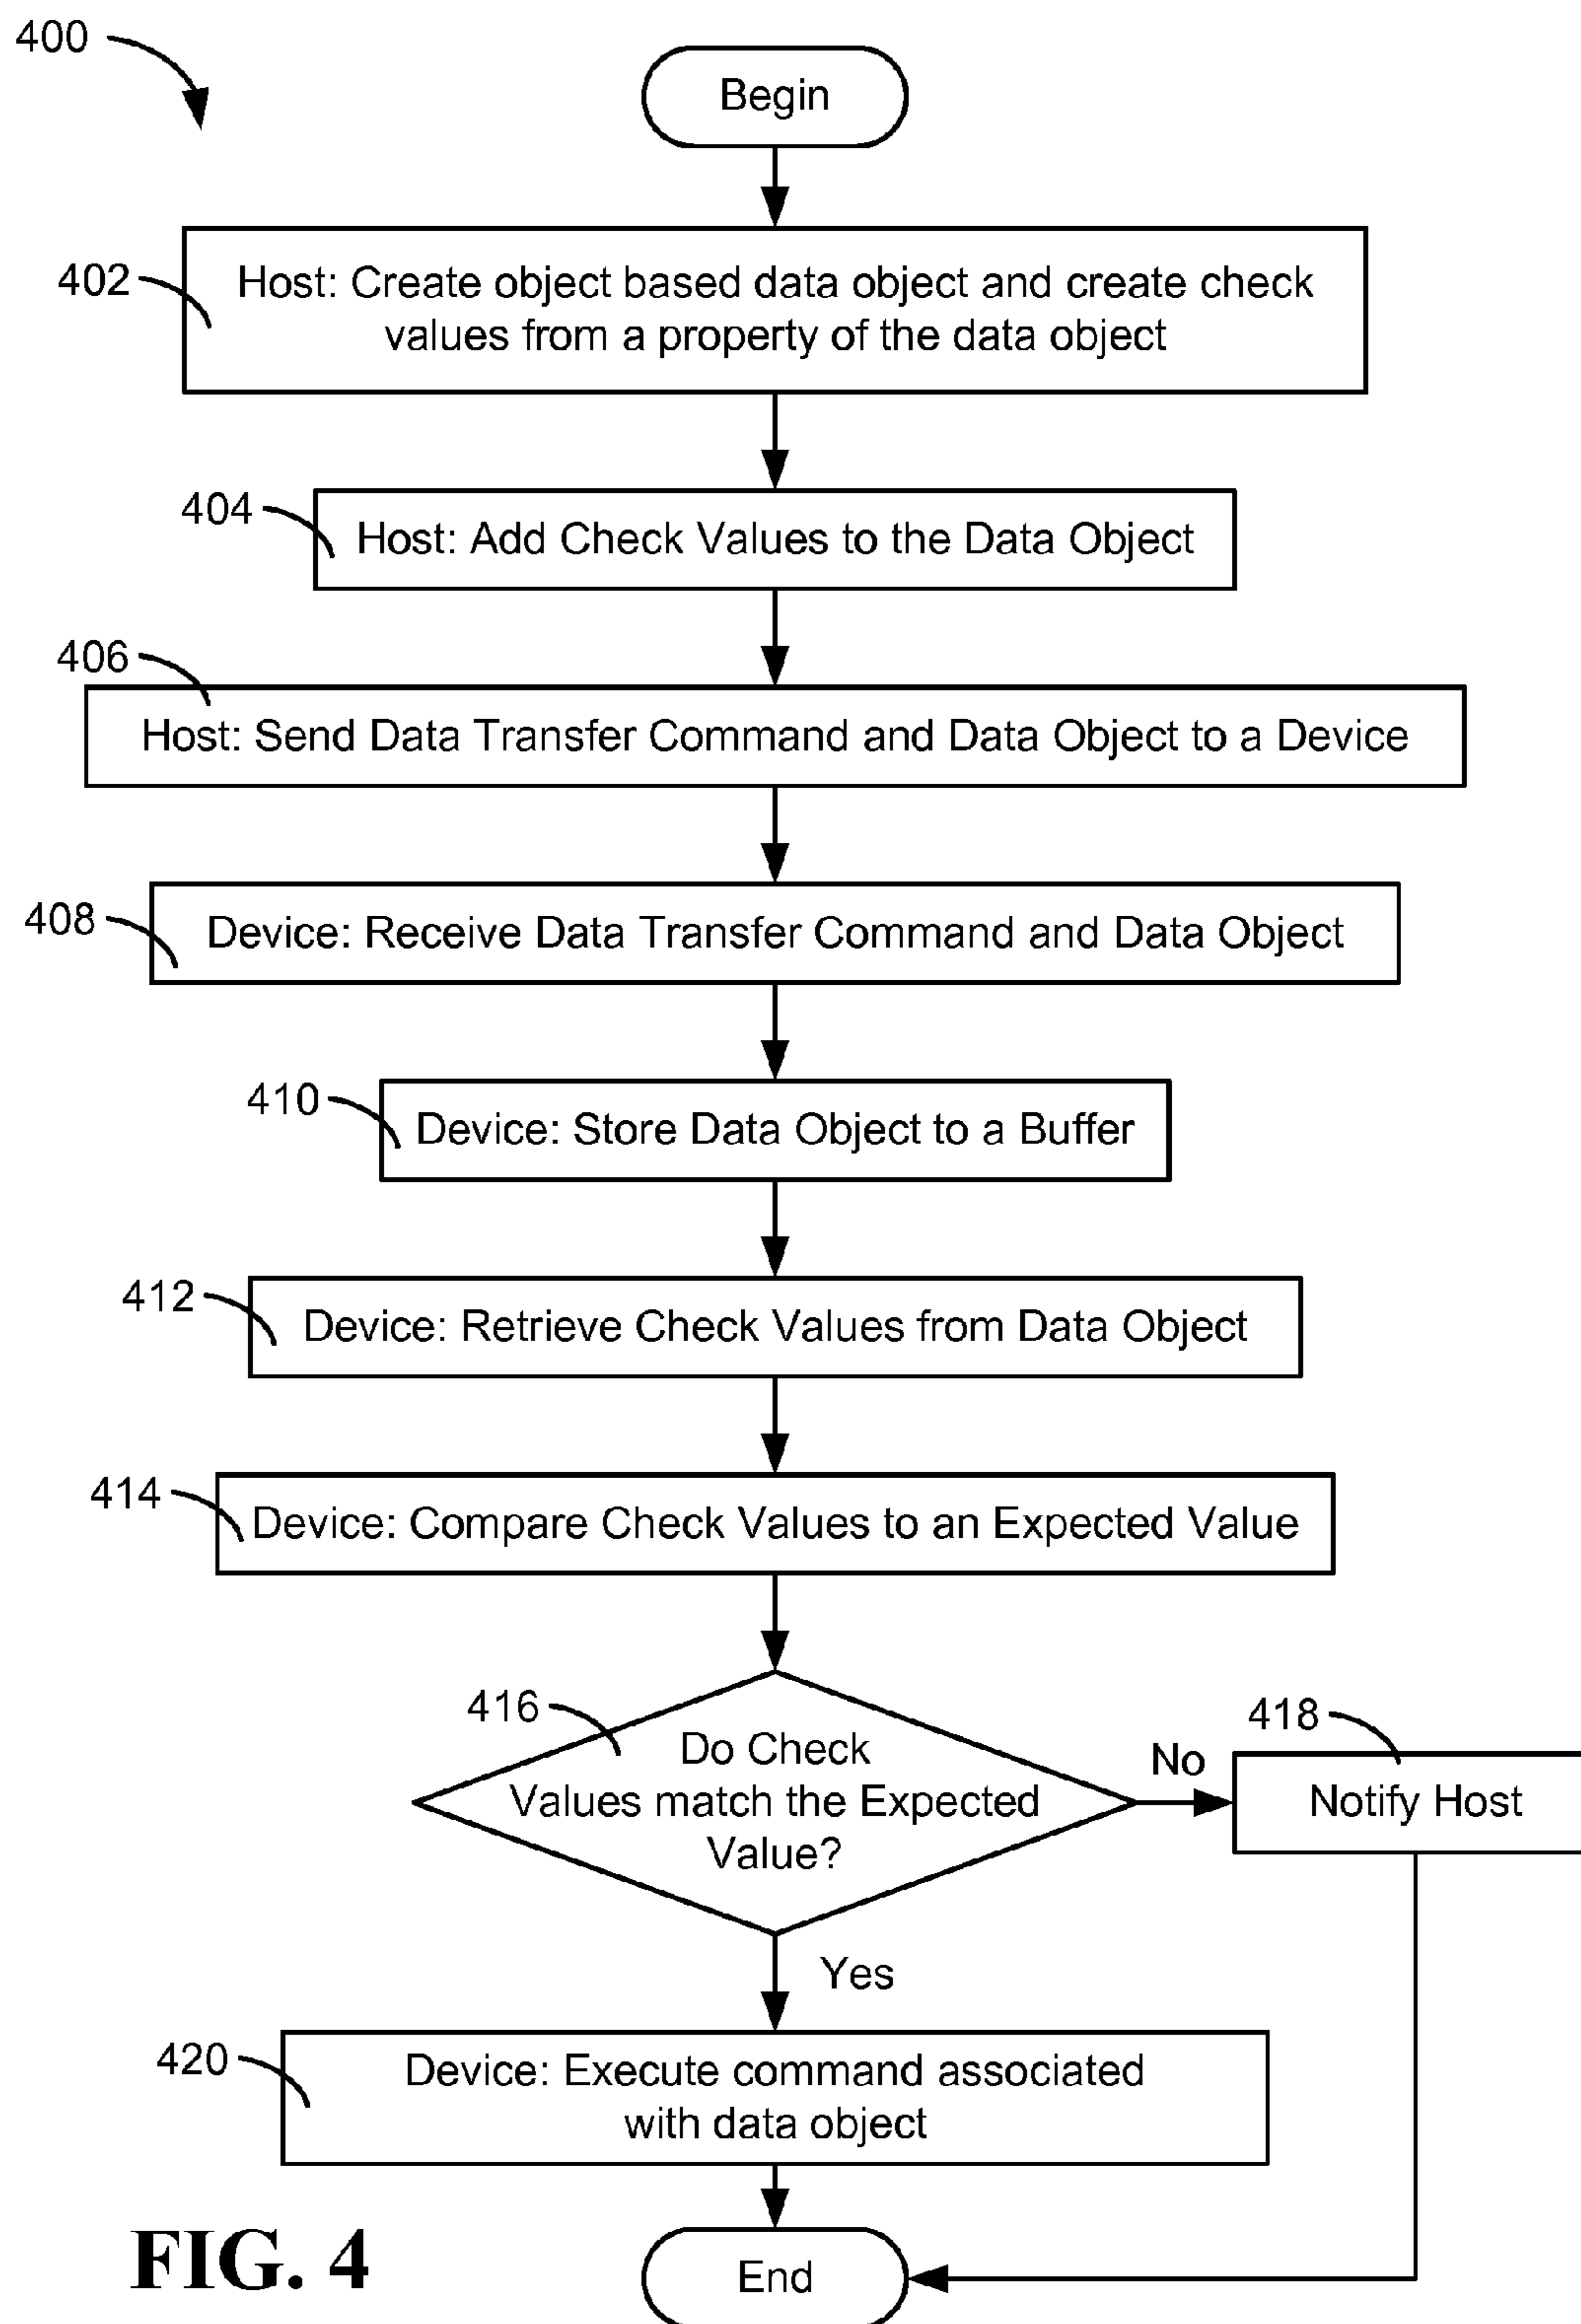 400
Begin
402
Host: Create object based data object and create check
values from a property of the data object
404
Host: Add Check Values to the Data Object
406
Host: Send Data Transfer Command and Data Object to a Device
408
Device: Receive Data Transfer Command and Data Object
410
Device: Store Data Object to a Buffer
412
Device: Retrieve Check Values from Data Object
414
Device: Compare Check Values to an Expected Value
416
Do Check
Values match the Expected
Value?
No
418
Notify Host
Yes
420
Device: Execute command associated
with data object
End
FIG. 4